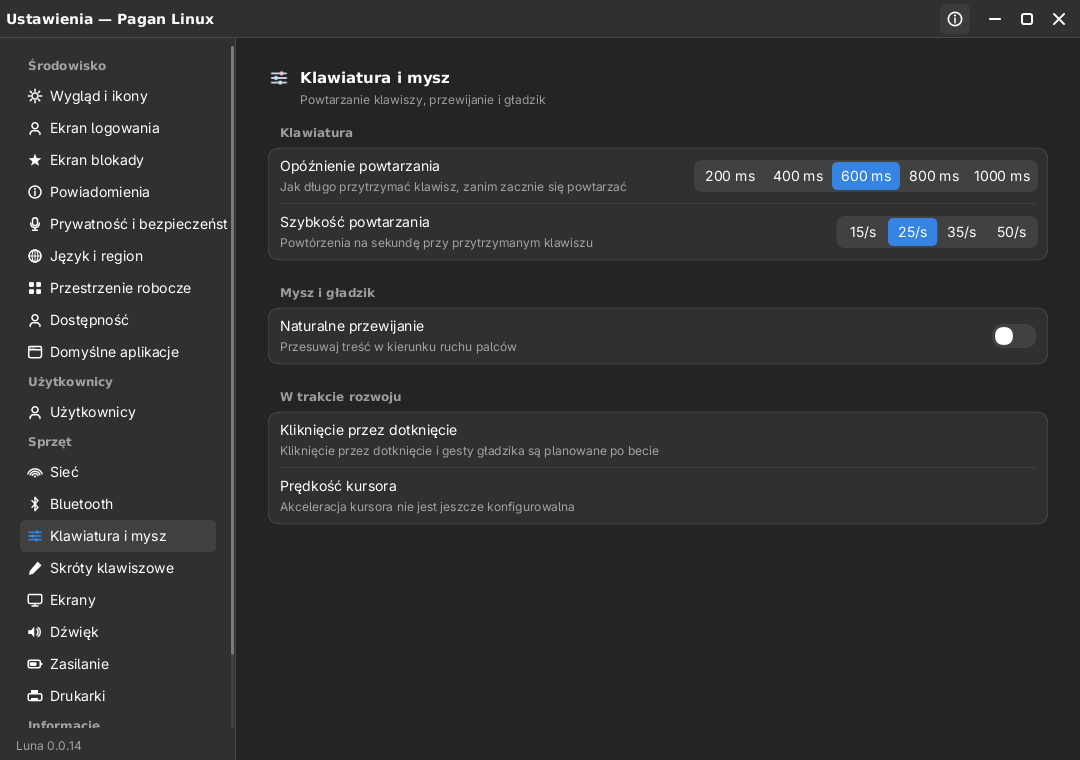 Ustawienia — Pagan Linux
Środowisko
Wygląd i ikony
Ekran logowania
Ekran blokady
Powiadomienia
Prywatność i bezpieczeńst
Język i region
Przestrzenie robocze
Dostępność
Domyślne aplikacje
Użytkownicy
Użytkownicy
Sprzęt
Sieć
Bluetooth
Klawiatura i mysz
Skróty klawiszowe
Ekrany
Dźwięk
Zasilanie
Drukarki
Informacje
Luna 0.0.14
Klawiatura i mysz
Powtarzanie klawiszy, przewijanie i gładzik
Klawiatura
Opóźnienie powtarzania
Jak długo przytrzymać klawisz, zanim zacznie się powtarzać
200 ms 400 ms 600 ms 800 ms 1000 ms
Szybkość powtarzania
Powtórzenia na sekundę przy przytrzymanym klawiszu
15/s 25/s 35/s 50/s
Mysz i gładzik
Naturalne przewijanie
Przesuwaj treść w kierunku ruchu palców
W trakcie rozwoju
Kliknięcie przez dotknięcie
Kliknięcie przez dotknięcie i gesty gładzika są planowane po becie
Prędkość kursora
Akceleracja kursora nie jest jeszcze konfigurowalna